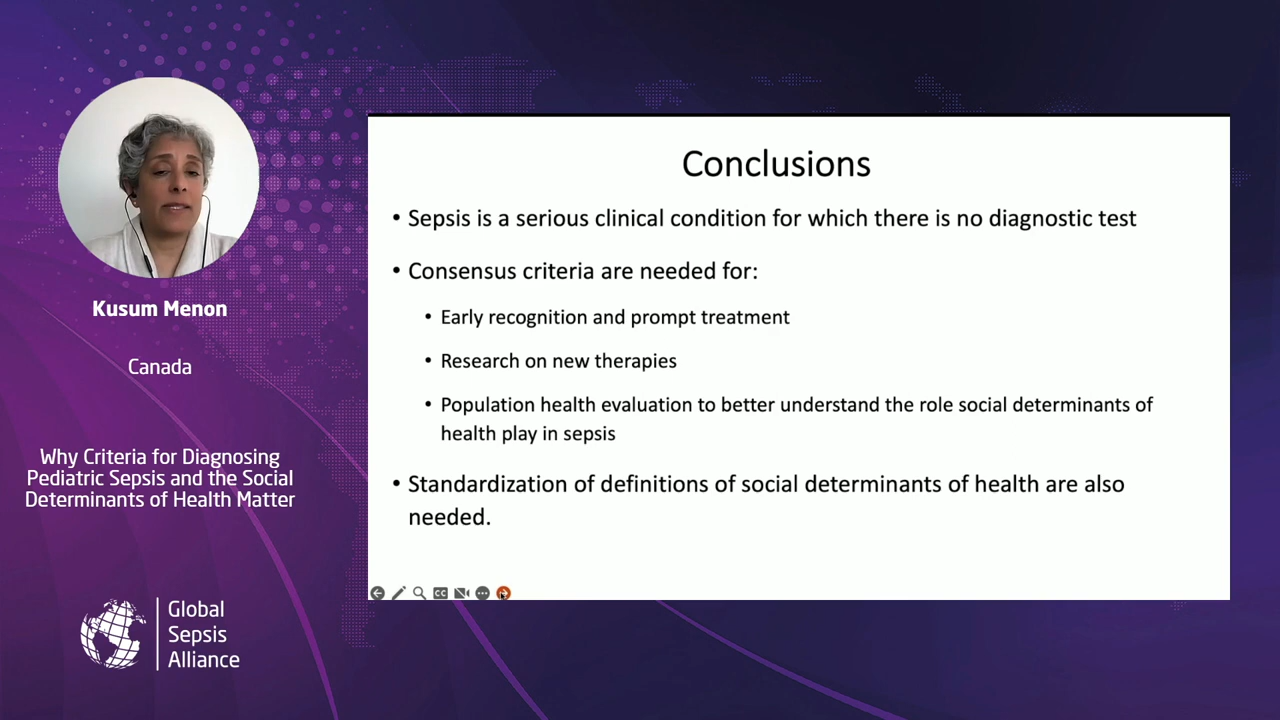 Kusum Menon
Canada
Why Criteria for Diagnosing
Pediatric Sepsis and the Social
Determinants of Health Matter
Global
Sepsis
Alliance
Conclusions
• Sepsis is a serious clinical condition for which there is no diagnostic test
• Consensus criteria are needed for:
• Early recognition and prompt treatment
• Research on new therapies
• Population health evaluation to better understand the role social determinants of
health play in sepsis
• Standardization of definitions of social determinants of health are also
needed.
CC